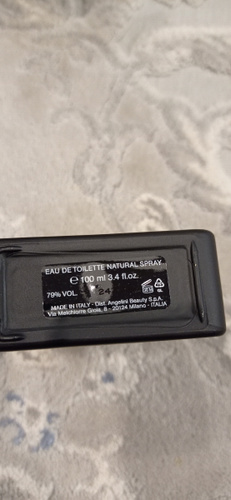 EAU DE TOILETTE NATURAL SPRAY
℮ 100 ml 3.4 fl.oz.
79% VOL. 24
MADE IN ITALY - Dist. Angelini Beauty S.p.A.
Via Melchiorre Gioia, 8 - 20124 Milano - ITALIA